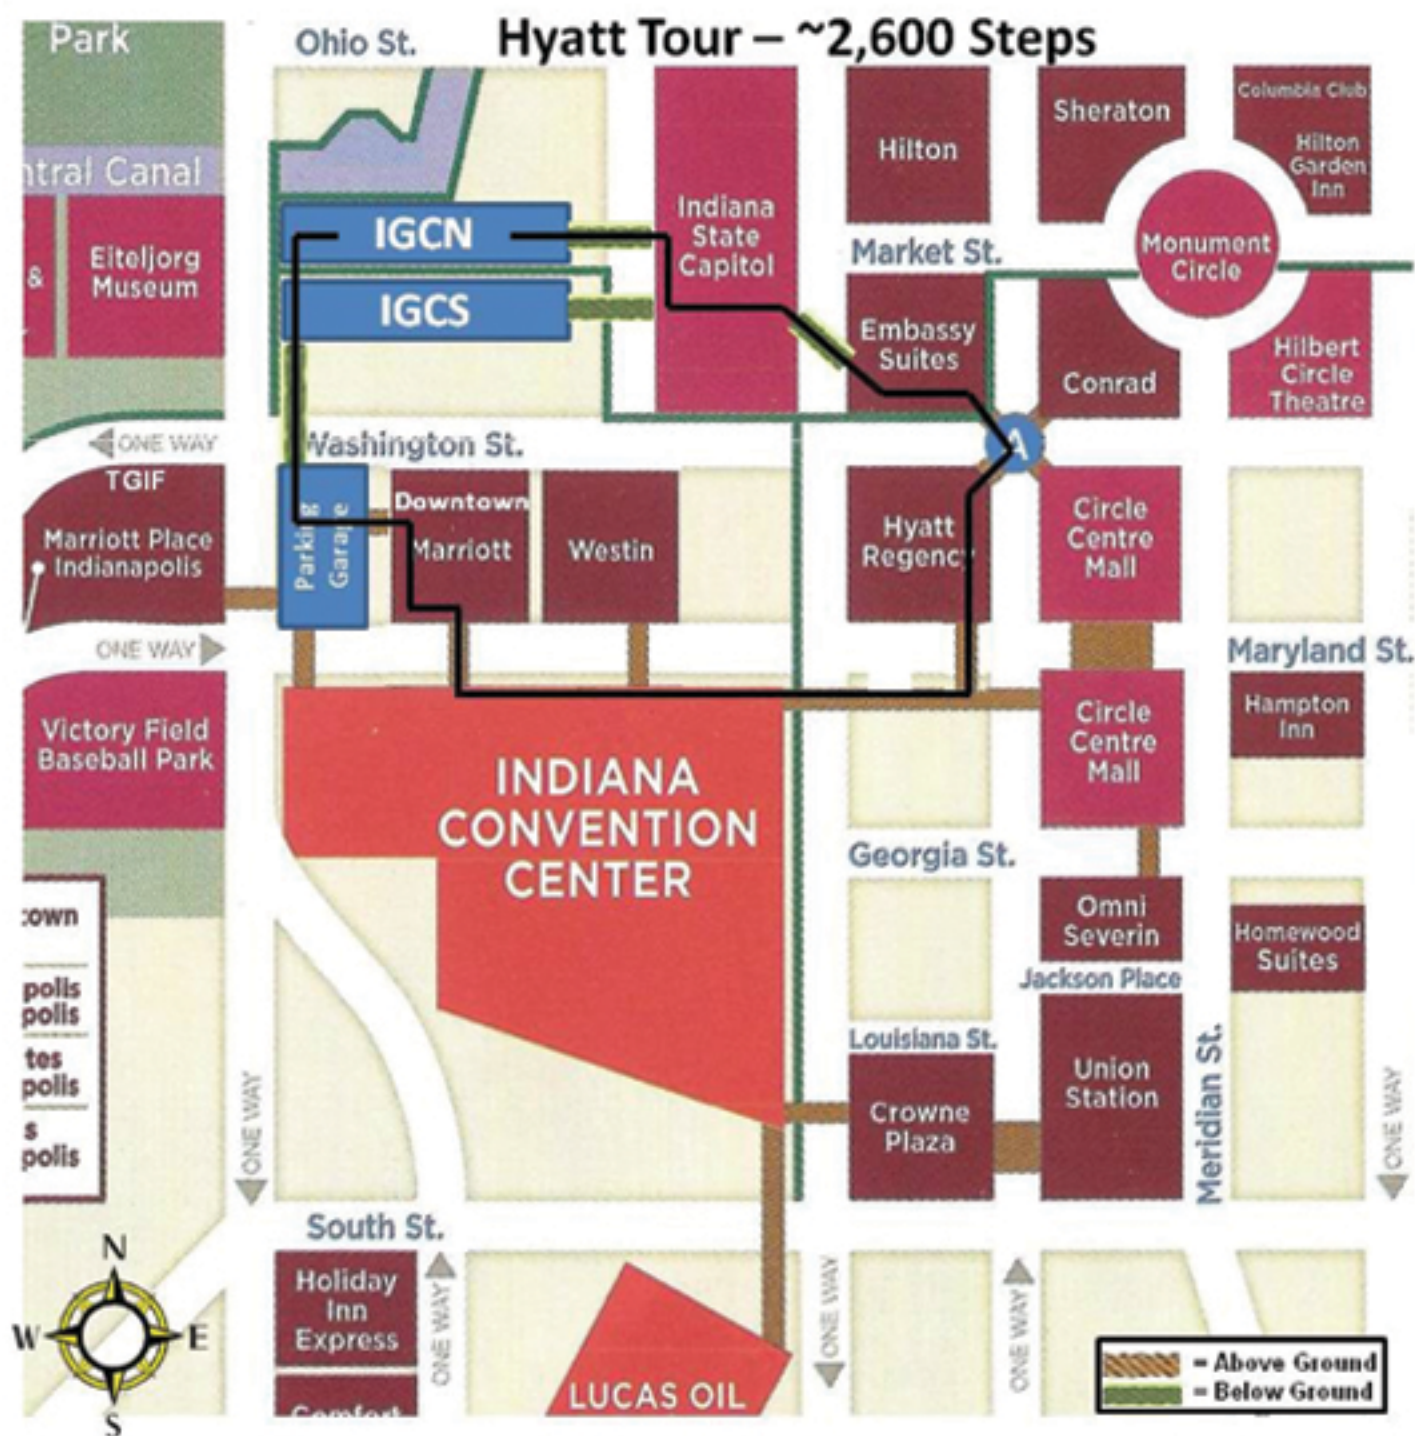 Hyatt Tour – ~2,600 Steps
Park
Ohio St.
ntral Canal
&
Eiteljorg
Museum
IGCN
IGCS
Indiana
State
Capitol
Hilton
Sheraton
Columbia Club
Hilton
Garden
Inn
Market St.
Monument
Circle
Embassy
Suites
Conrad
Hilbert
Circle
Theatre
ONE WAY
Washington St.
A
TGIF
Marriott Place
Indianapolis
Parking
Garage
Downtown
Marriott
Westin
Hyatt
Regency
Circle
Centre
Mall
ONE WAY
Maryland St.
Victory Field
Baseball Park
INDIANA
CONVENTION
CENTER
Circle
Centre
Mall
Hampton
Inn
Georgia St.
town
polis
polis
tes
polis
s
polis
Omni
Severin
Homewood
Suites
Jackson Place
Louisiana St.
Crowne
Plaza
Union
Station
Meridian St.
ONE WAY
ONE WAY
South St.
N
W
E
S
Holiday
Inn
Express
ONE WAY
Comfort
LUCAS OIL
ONE WAY
ONE WAY
= Above Ground
= Below Ground